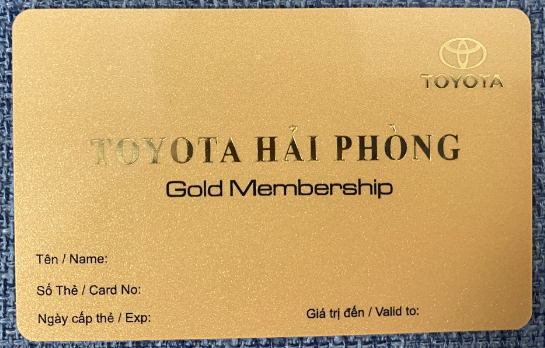 TOYOTA
TOYOTA HẢI PHÒNG
Gold Membership
Tên / Name:
Số Thẻ / Card No:
Ngày cấp thẻ / Exp:
Giá trị đến / Valid to: